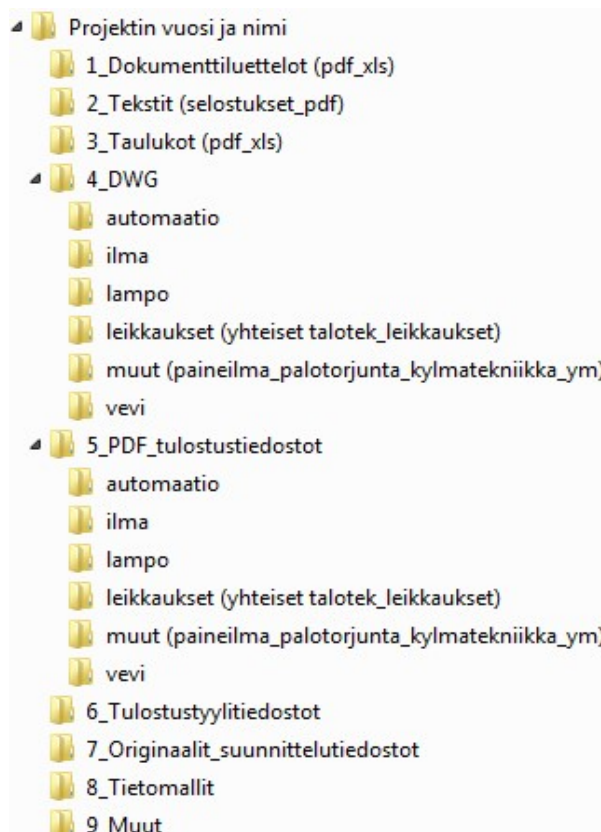 Projektin vuosi ja nimi
1_Dokumenttiluettelot (pdf_xls)
2_Tekstit (selostukset_pdf)
3_Taulukot (pdf_xls)
4_DWG
automaatio
ilma
lampo
leikkaukset (yhteiset talotek_leikkaukset)
muut (paineilma_palotorjunta_kylmatekniikka_ym)
vevi
5_PDF_tulostustiedostot
automaatio
ilma
lampo
leikkaukset (yhteiset talotek_leikkaukset)
muut (paineilma_palotorjunta_kylmatekniikka_ym)
vevi
6_Tulostustyylitiedostot
7_Originaalit_suunnittelutiedostot
8_Tietomallit
9_Muut